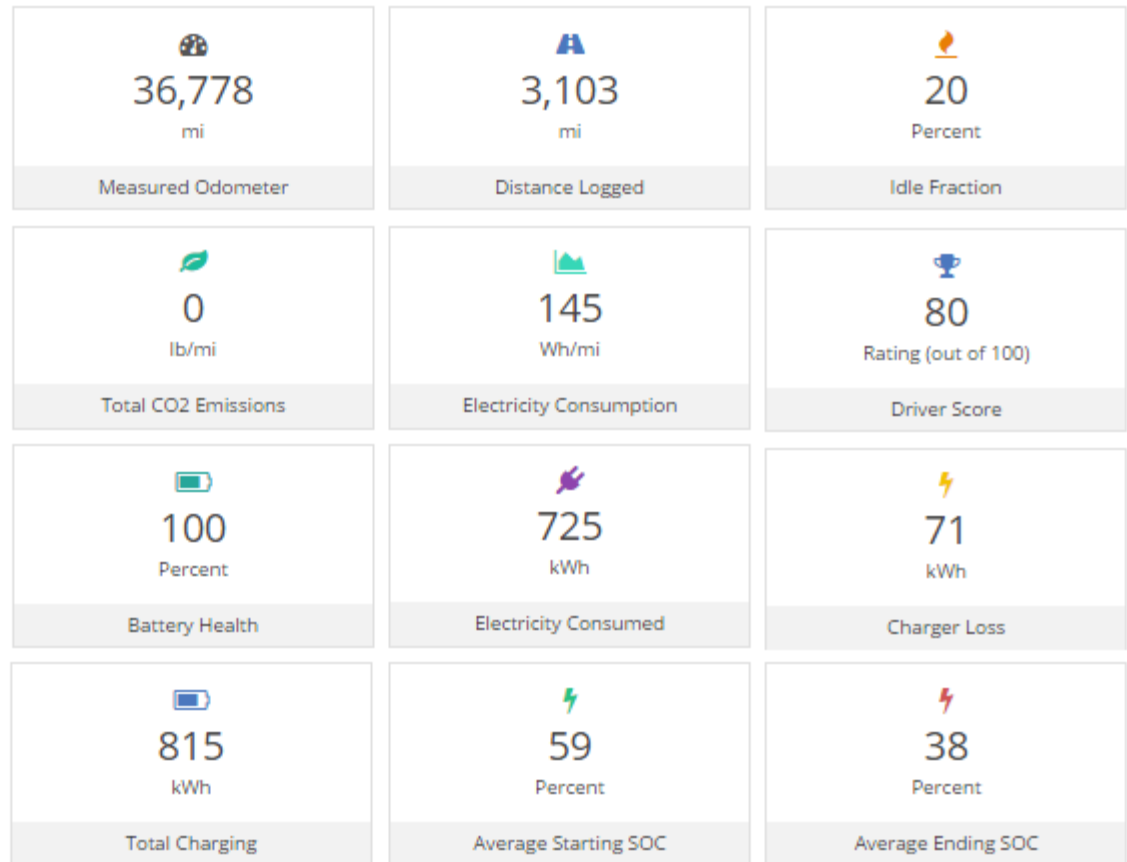 36,778
mi
Measured Odometer
3,103
mi
Distance Logged
20
Percent
Idle Fraction
0
lb/mi
Total CO2 Emissions
145
Wh/mi
Electricity Consumption
80
Rating (out of 100)
Driver Score
100
Percent
Battery Health
725
kWh
Electricity Consumed
71
kWh
Charger Loss
815
kWh
Total Charging
59
Percent
Average Starting SOC
38
Percent
Average Ending SOC